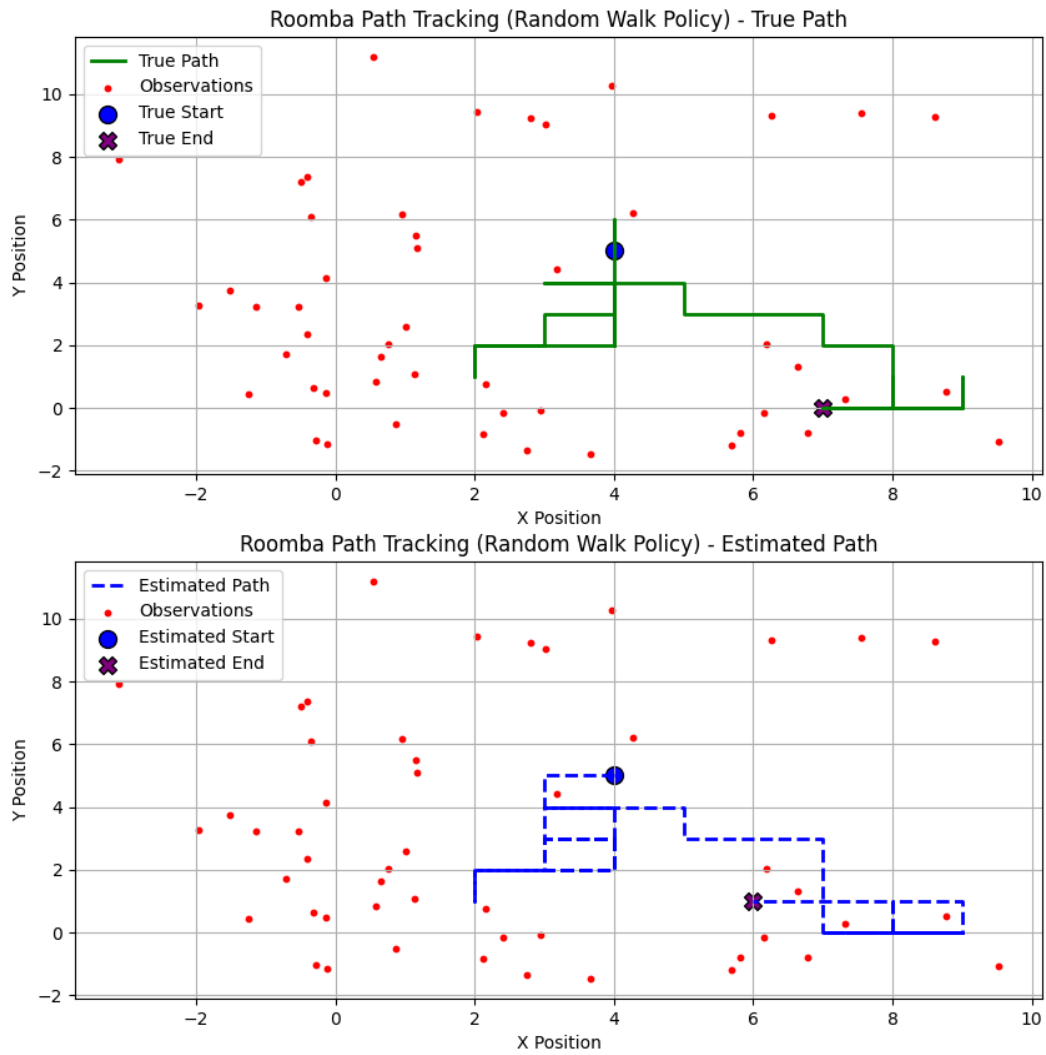 Roomba Path Tracking (Random Walk Policy) - True Path
True Path
Observations
True Start
True End
Y Position
10
8
6
4
2
0
−2
−2 0 2 4 6 8 10
X Position
Roomba Path Tracking (Random Walk Policy) - Estimated Path
Estimated Path
Observations
Estimated Start
Estimated End
Y Position
10
8
6
4
2
0
−2
−2 0 2 4 6 8 10
X Position